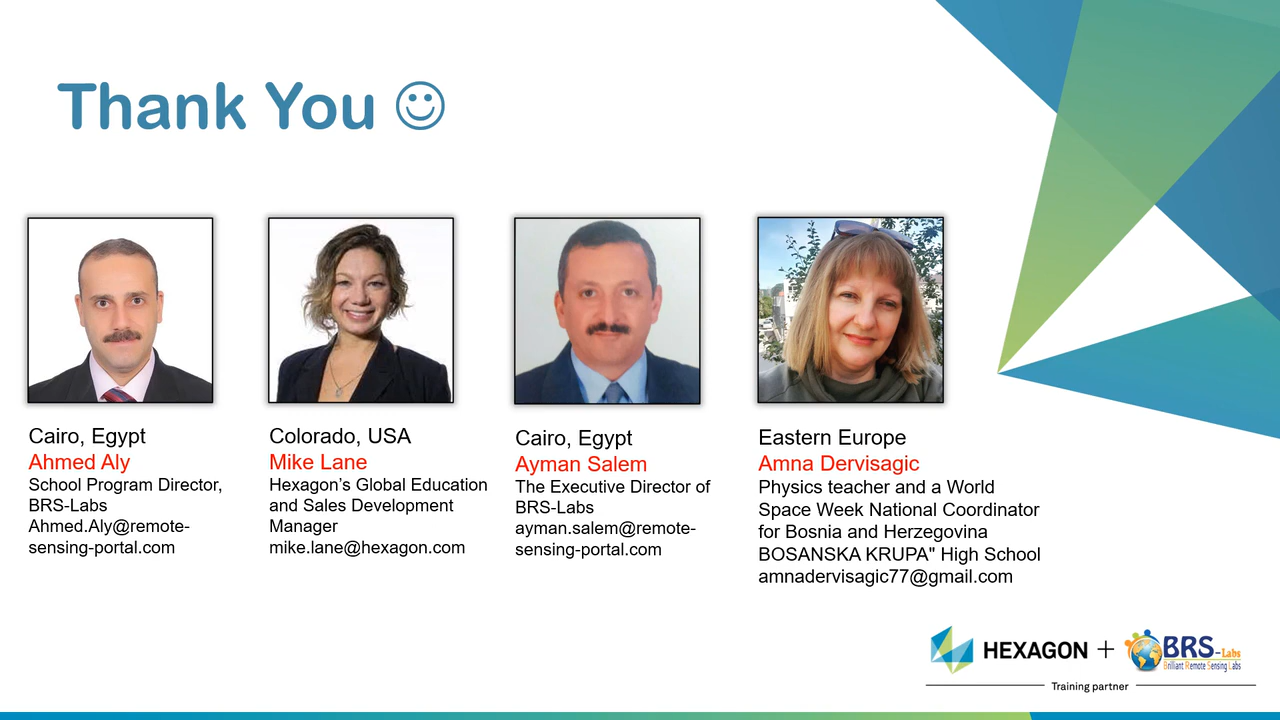 Thank You ☺
Cairo, Egypt
Ahmed Aly
School Program Director,
BRS-Labs
Ahmed.Aly@remote-
sensing-portal.com
Colorado, USA
Mike Lane
Hexagon’s Global Education
and Sales Development
Manager
mike.lane@hexagon.com
Cairo, Egypt
Ayman Salem
The Executive Director of
BRS-Labs
ayman.salem@remote-
sensing-portal.com
Eastern Europe
Amna Dervisagic
Physics teacher and a World
Space Week National Coordinator
for Bosnia and Herzegovina
BOSANSKA KRUPA" High School
amnadervisagic77@gmail.com
HEXAGON + BRS-Labs
Brilliant Remote Sensing Labs
Training partner